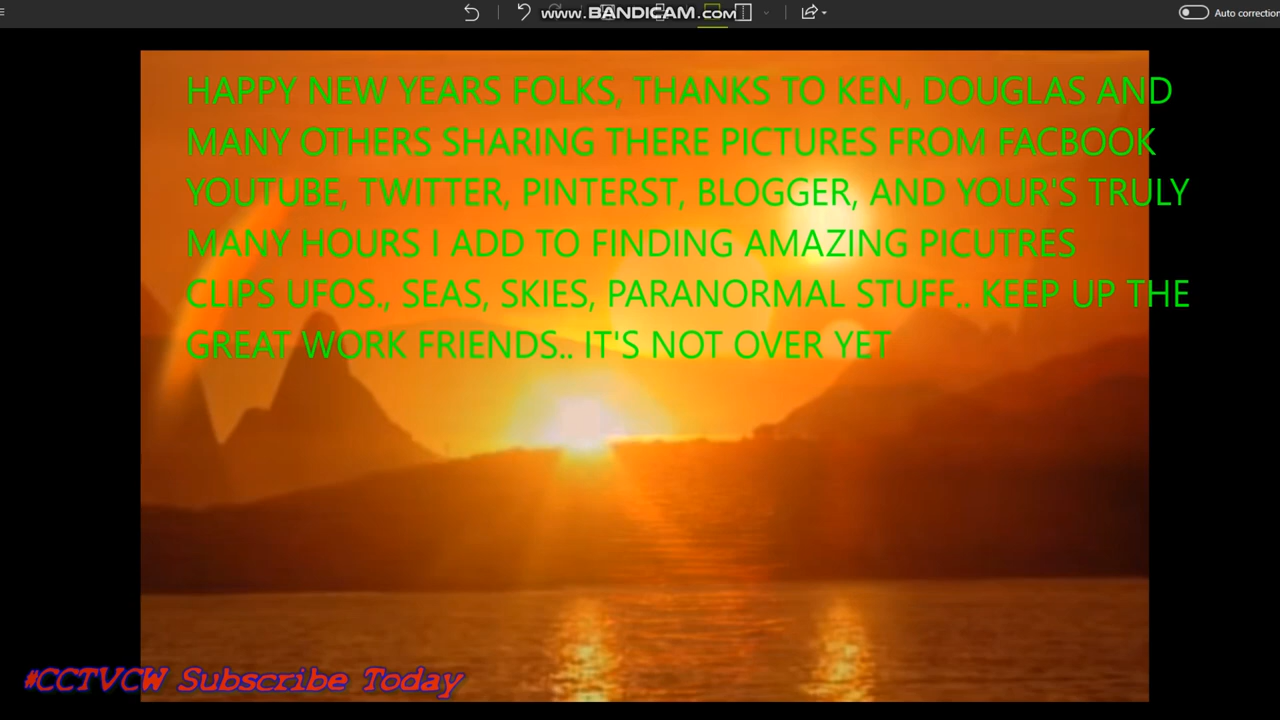 www.BANDICAM.com
Auto correction
HAPPY NEW YEARS FOLKS, THANKS TO KEN, DOUGLAS AND
MANY OTHERS SHARING THERE PICTURES FROM FACBOOK
YOUTUBE, TWITTER, PINTERST, BLOGGER, AND YOUR'S TRULY
MANY HOURS I ADD TO FINDING AMAZING PICUTRES
CLIPS UFOS., SEAS, SKIES, PARANORMAL STUFF.. KEEP UP THE
GREAT WORK FRIENDS.. IT'S NOT OVER YET
#CCTVCW Subscribe Today